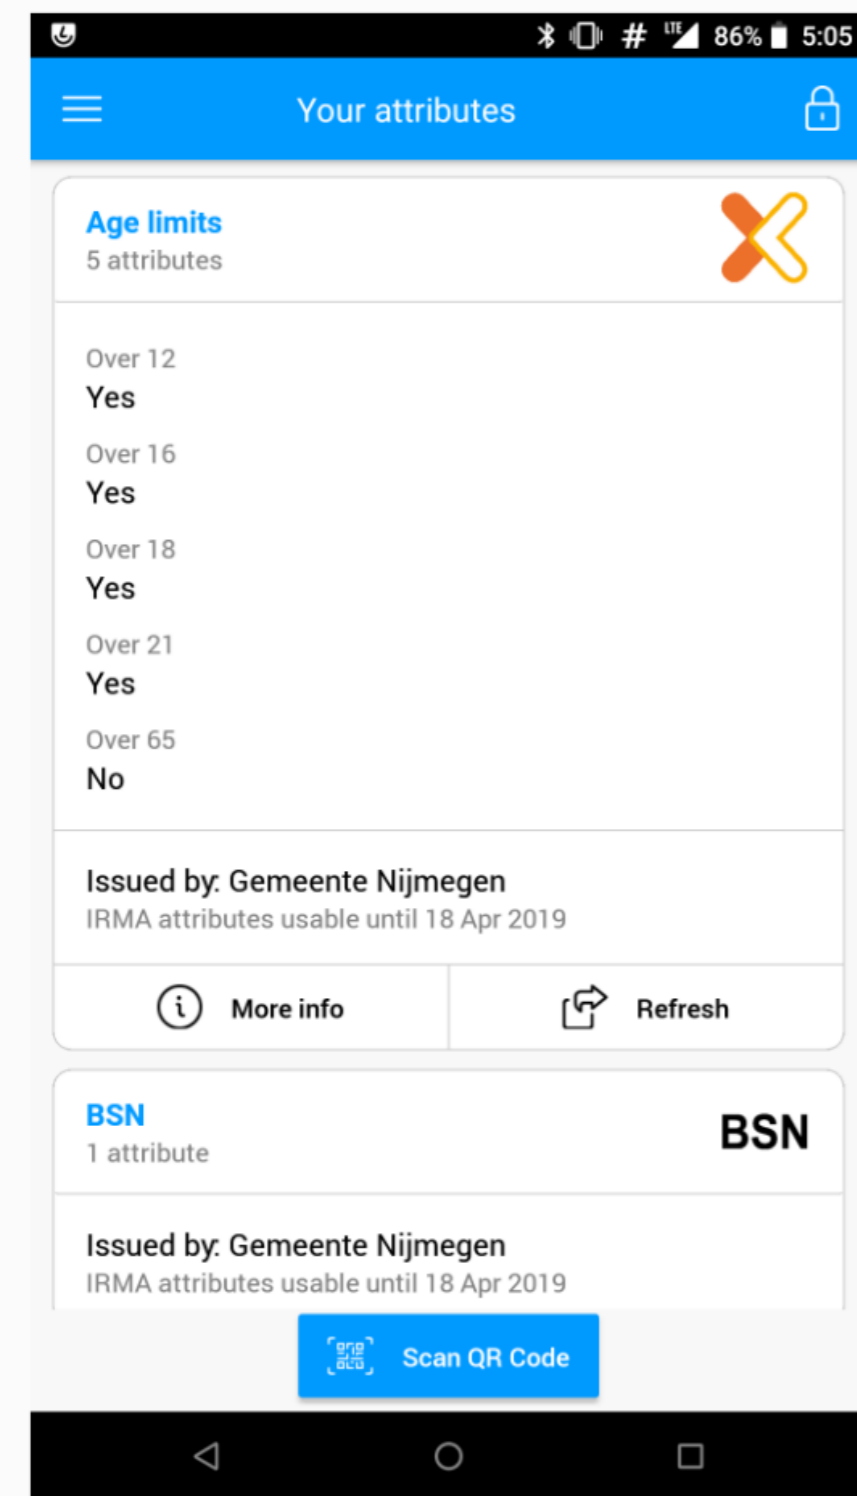 # LTE 86% 5:05
Your attributes
Age limits
5 attributes
Over 12
Yes
Over 16
Yes
Over 18
Yes
Over 21
Yes
Over 65
No
Issued by: Gemeente Nijmegen
IRMA attributes usable until 18 Apr 2019
More info
Refresh
BSN
1 attribute
BSN
Issued by: Gemeente Nijmegen
IRMA attributes usable until 18 Apr 2019
Scan QR Code